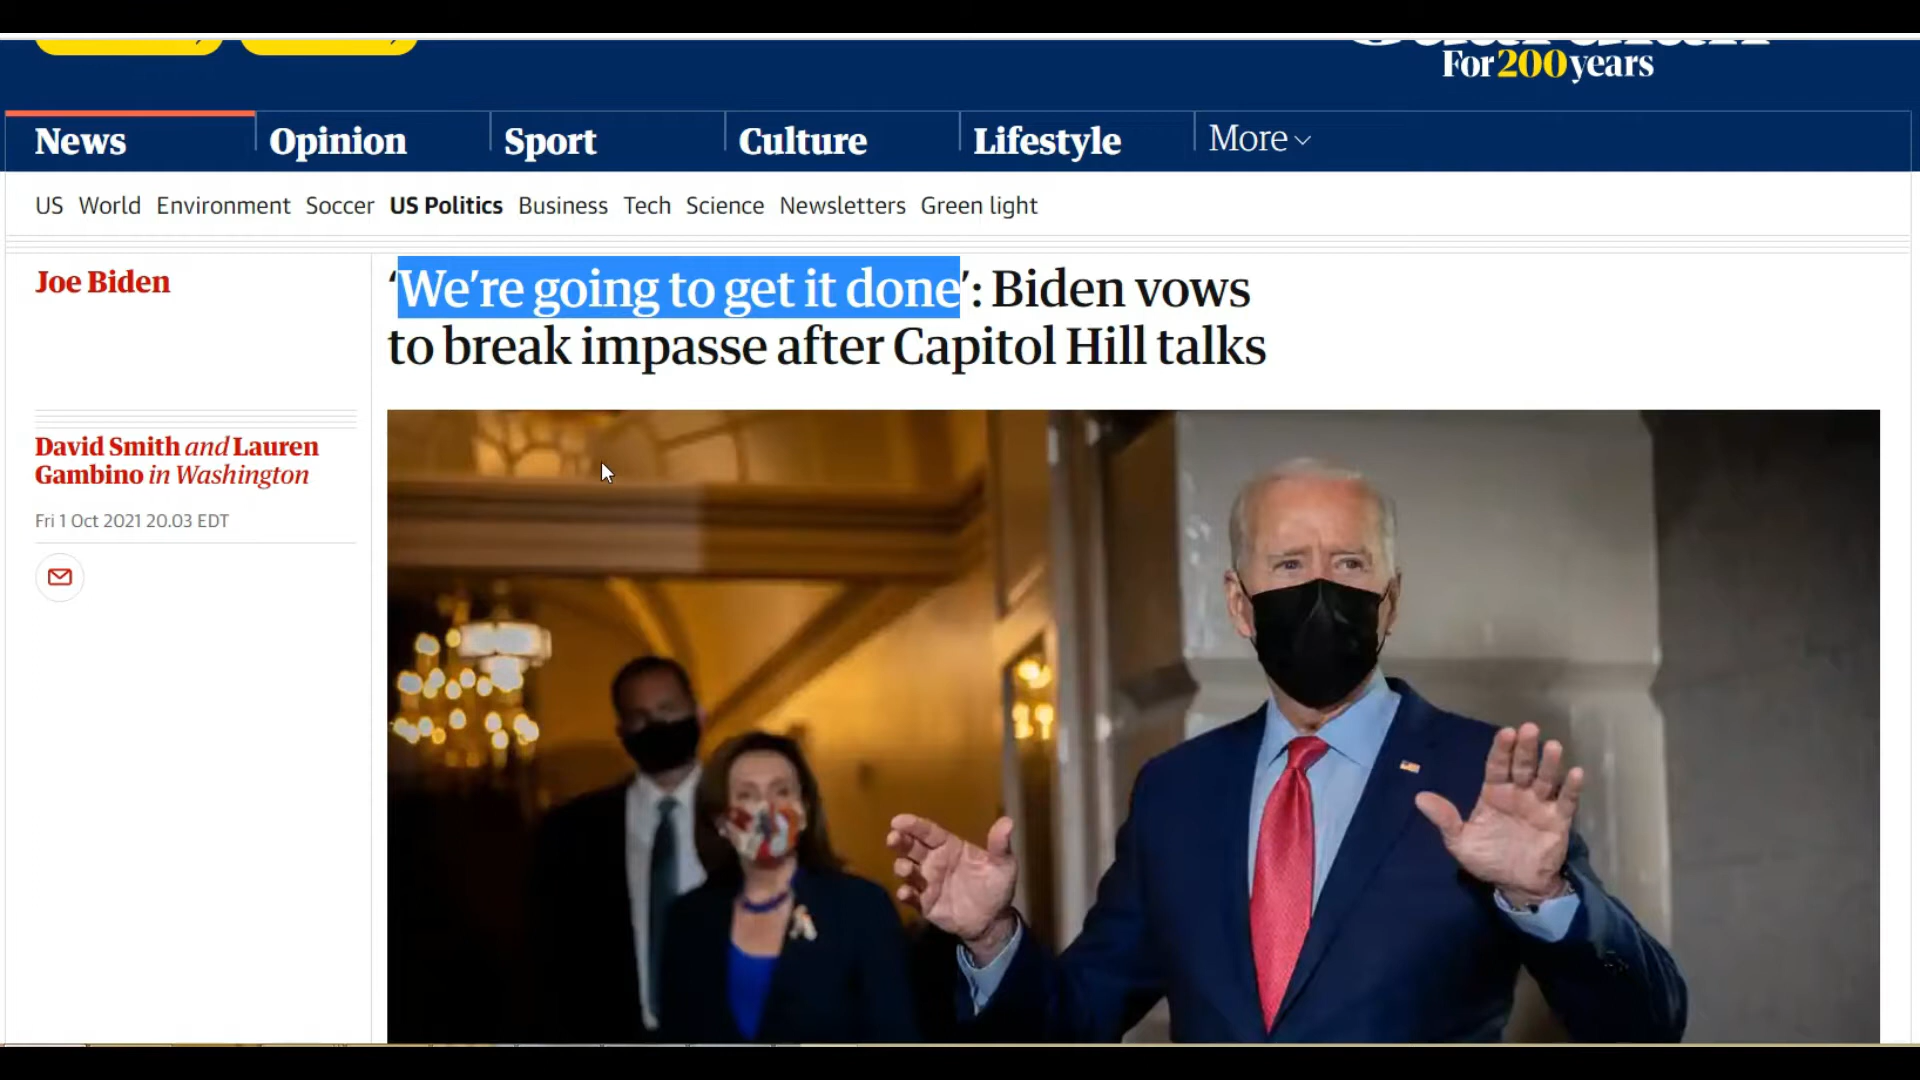 For 200 years
News
Opinion
Sport
Culture
Lifestyle
More
US World Environment Soccer US Politics Business Tech Science Newsletters Green light
Joe Biden
‘We’re going to get it done’: Biden vows
to break impasse after Capitol Hill talks
David Smith and Lauren
Gambino in Washington
Fri 1 Oct 2021 20.03 EDT